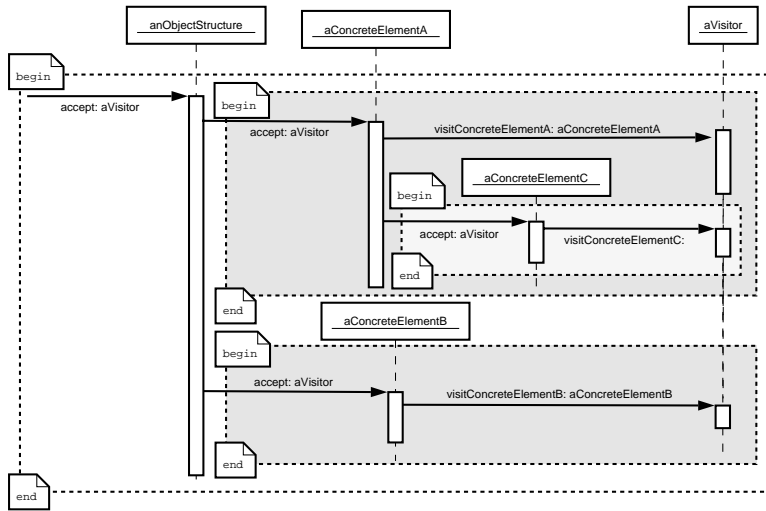 anObjectStructure
aConcreteElementA
aVisitor
begin
accept: aVisitor
begin
accept: aVisitor
visitConcreteElementA: aConcreteElementA
aConcreteElementC
begin
accept: aVisitor
visitConcreteElementC:
end
end
aConcreteElementB
begin
accept: aVisitor
visitConcreteElementB: aConcreteElementB
end
end